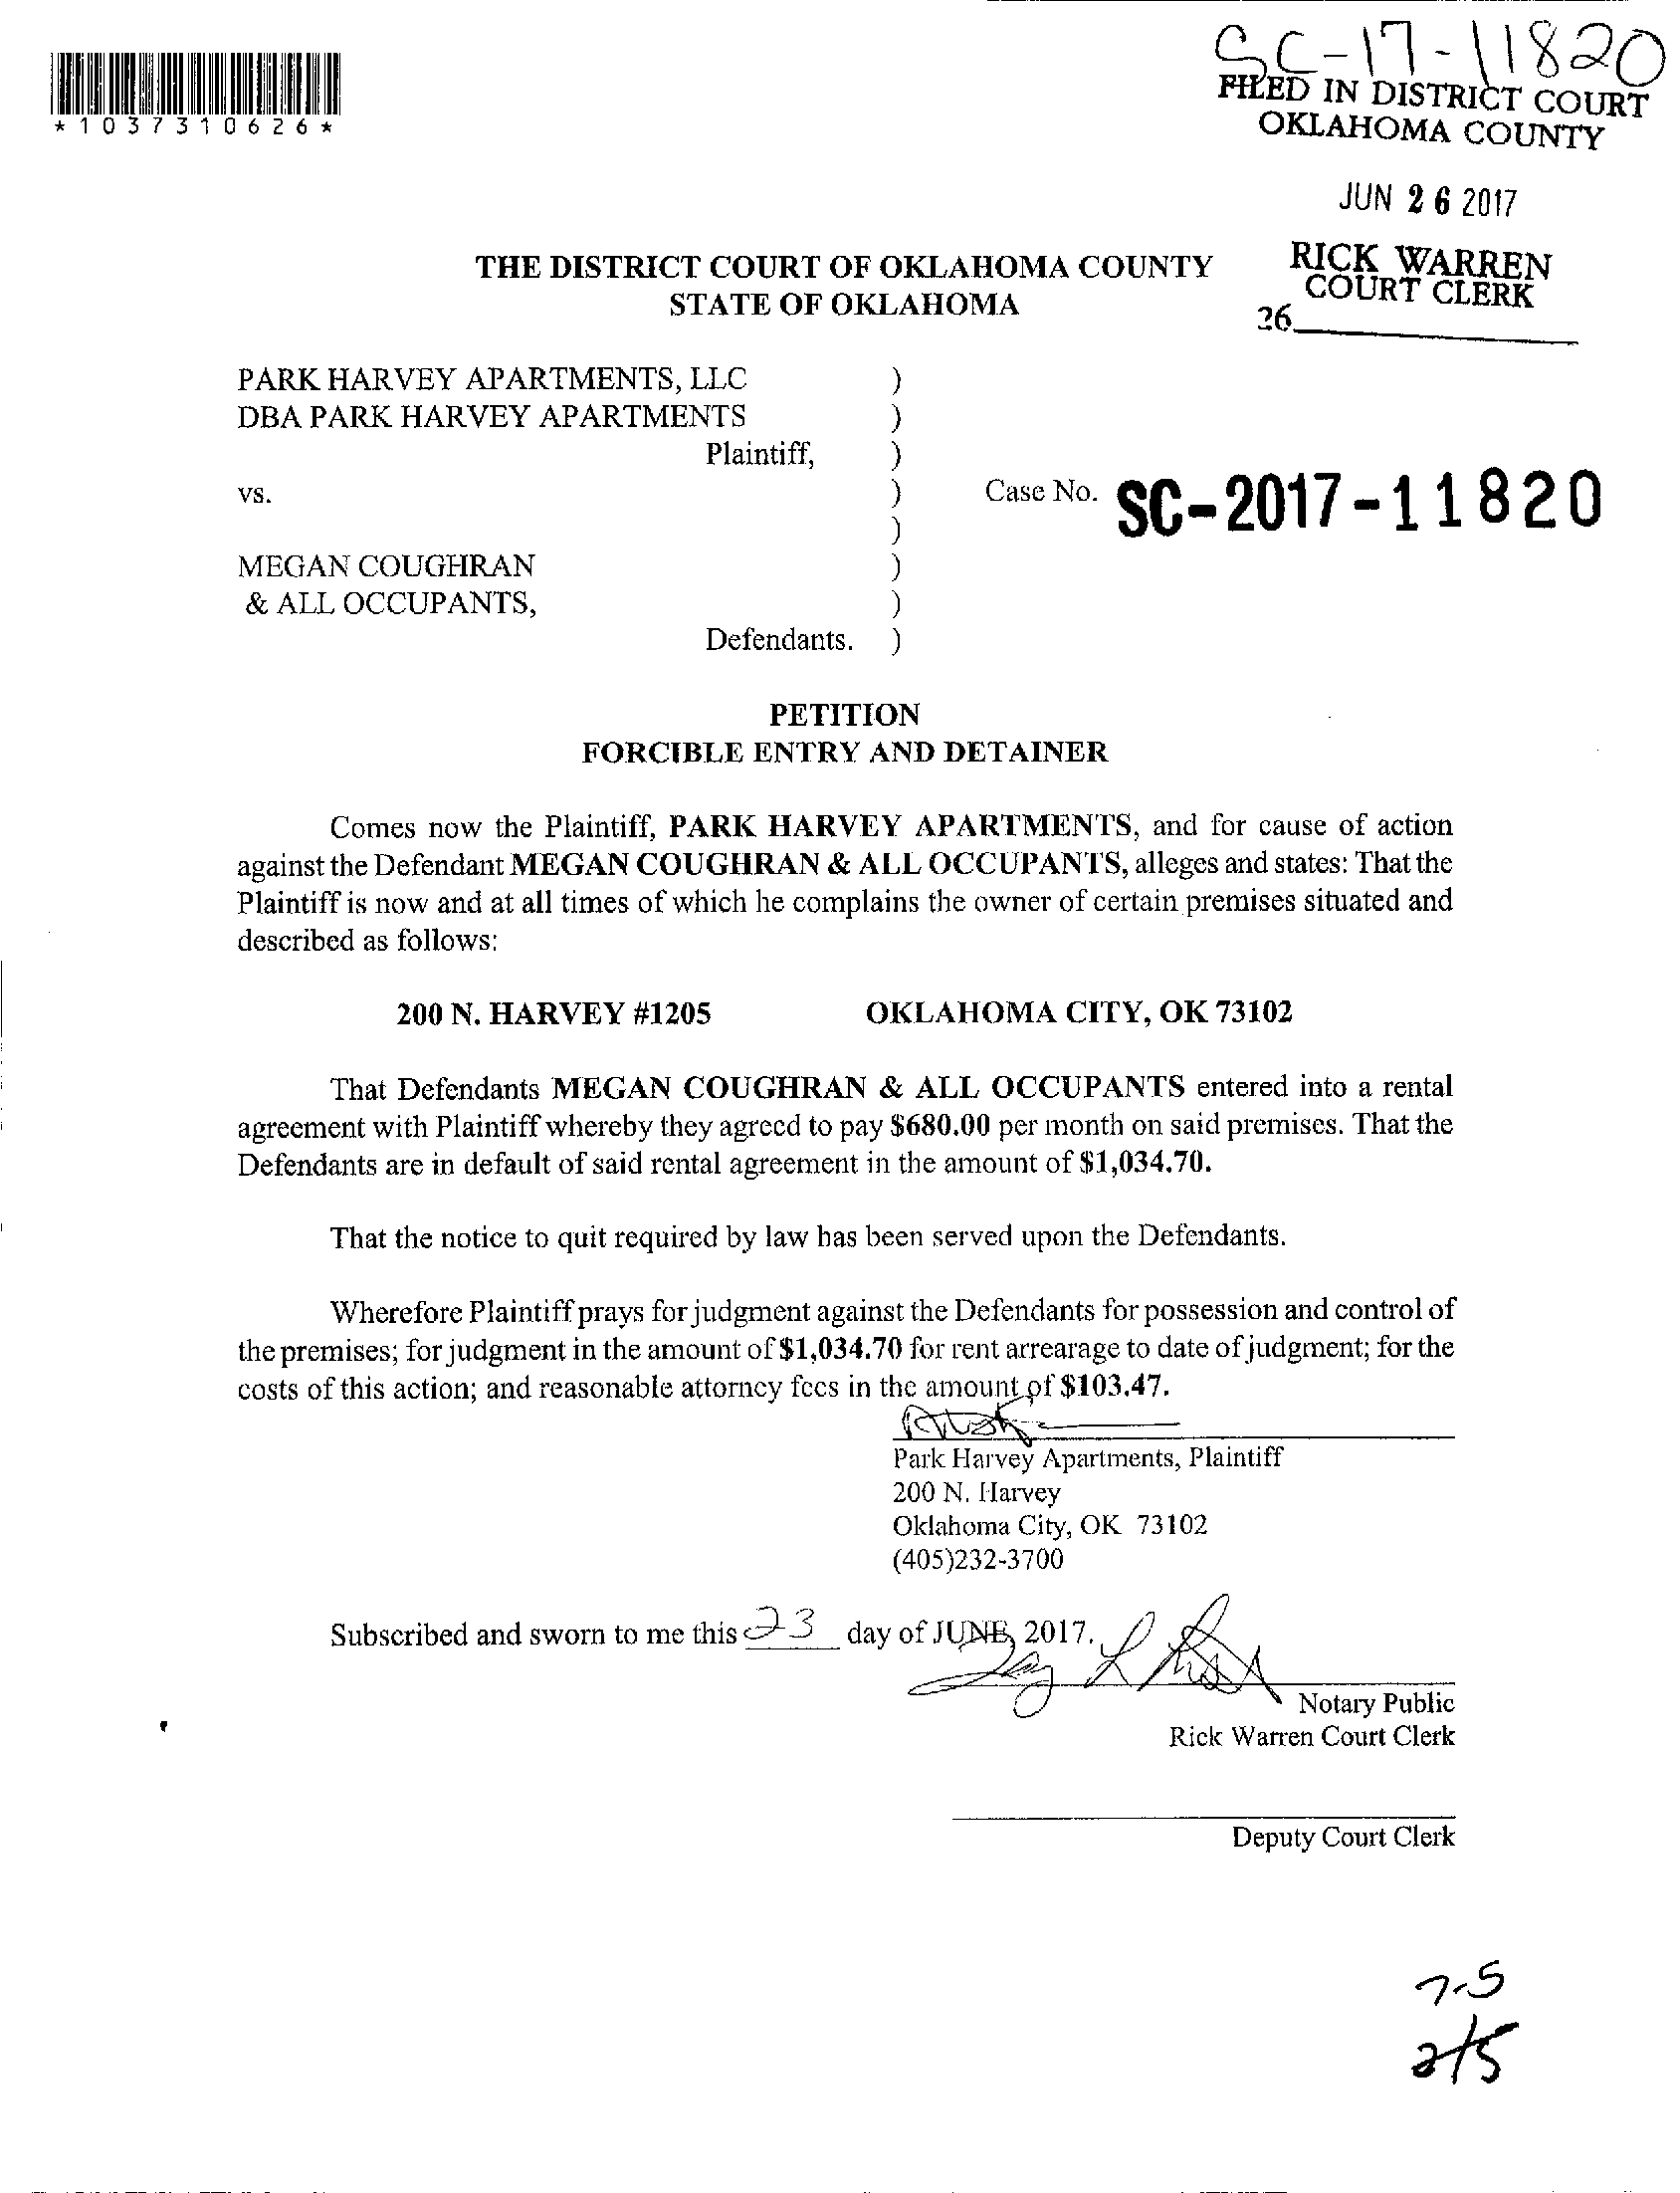 SC-17-11820
FILED IN DISTRICT COURT
OKLAHOMA COUNTY
*1037310626*
JUN 26 2017
RICK WARREN
COURT CLERK
36
THE DISTRICT COURT OF OKLAHOMA COUNTY
STATE OF OKLAHOMA
PARK HARVEY APARTMENTS, LLC )
DBA PARK HARVEY APARTMENTS )
Plaintiff, )
vs. ) Case No. SC-2017-11820
)
MEGAN COUGHRAN )
& ALL OCCUPANTS, )
Defendants. )
PETITION
FORCIBLE ENTRY AND DETAINER
Comes now the Plaintiff, PARK HARVEY APARTMENTS, and for cause of action
against the Defendant MEGAN COUGHRAN & ALL OCCUPANTS, alleges and states: That the
Plaintiff is now and at all times of which he complains the owner of certain premises situated and
described as follows:
200 N. HARVEY #1205 OKLAHOMA CITY, OK 73102
That Defendants MEGAN COUGHRAN & ALL OCCUPANTS entered into a rental
agreement with Plaintiff whereby they agreed to pay $680.00 per month on said premises. That the
Defendants are in default of said rental agreement in the amount of $1,034.70.
That the notice to quit required by law has been served upon the Defendants.
Wherefore Plaintiff prays for judgment against the Defendants for possession and control of
the premises; for judgment in the amount of $1,034.70 for rent arrearage to date of judgment; for the
costs of this action; and reasonable attorney fees in the amount of $103.47.
Park Harvey Apartments, Plaintiff
200 N. Harvey
Oklahoma City, OK 73102
(405)232-3700
Subscribed and sworn to me this 23 day of JUNE, 2017.
Notary Public
Rick Warren Court Clerk
Deputy Court Clerk
7-5